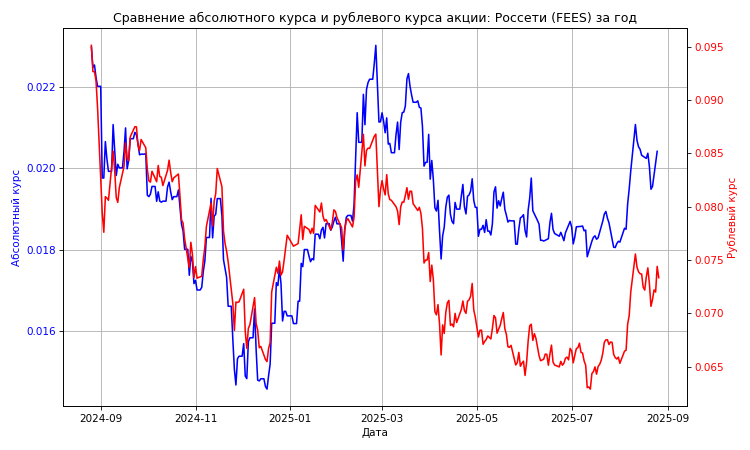 Сравнение абсолютного курса и рублевого курса акции: Россети (FEES) за год
Абсолютный курс
0.022
0.020
0.018
0.016
0.095
0.090
0.085
0.080
0.075
0.070
0.065
Рублевый курс
2024-09 2024-11 2025-01 2025-03 2025-05 2025-07 2025-09
Дата